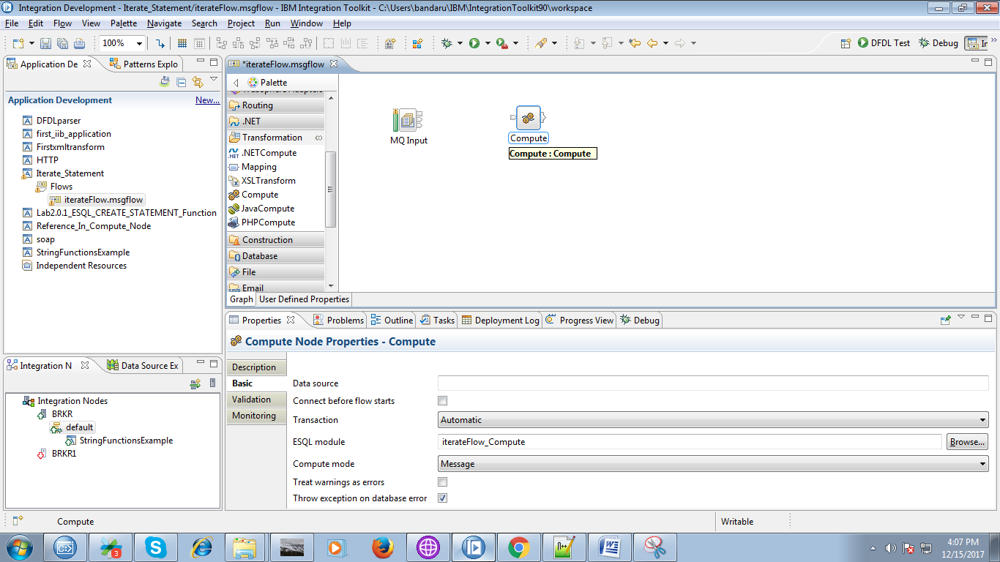 Integration Development - Iterate_Statement/iterateFlow.msgflow - IBM Integration Toolkit - C:\Users\bandaru\IBM\IntegrationToolkit90\workspace
File Edit Flow View Palette Navigate Search Project Run Window Help
100% DFDL Test Debug In
Application De Patterns Explo
Application Development New...
DFDLparser
first_iib_application
Firstxmltransform
HTTP
Iterate_Statement
Flows
iterateFlow.msgflow
Lab2.0.1_ESQL_CREATE_STATEMENT_Function
Reference_In_Compute_Node
soap
StringFunctionsExample
Independent Resources
Integration N Data Source Ex
Integration Nodes
BRKR
default
StringFunctionsExample
BRKR1
*iterateFlow.msgflow
Palette
WebSphere Adapters
Routing
.NET
Transformation
.NETCompute
Mapping
XSLTransform
Compute
JavaCompute
PHPCompute
Construction
Database
File
Email
MQ Input
Compute
Compute : Compute
Graph User Defined Properties
Properties Problems Outline Tasks Deployment Log Progress View Debug
Compute Node Properties - Compute
Description
Basic
Validation
Monitoring
Data source
Connect before flow starts
Transaction Automatic
ESQL module iterateFlow_Compute Browse...
Compute mode Message
Treat warnings as errors
Throw exception on database error
Compute Writable
3
4:07 PM
12/15/2017